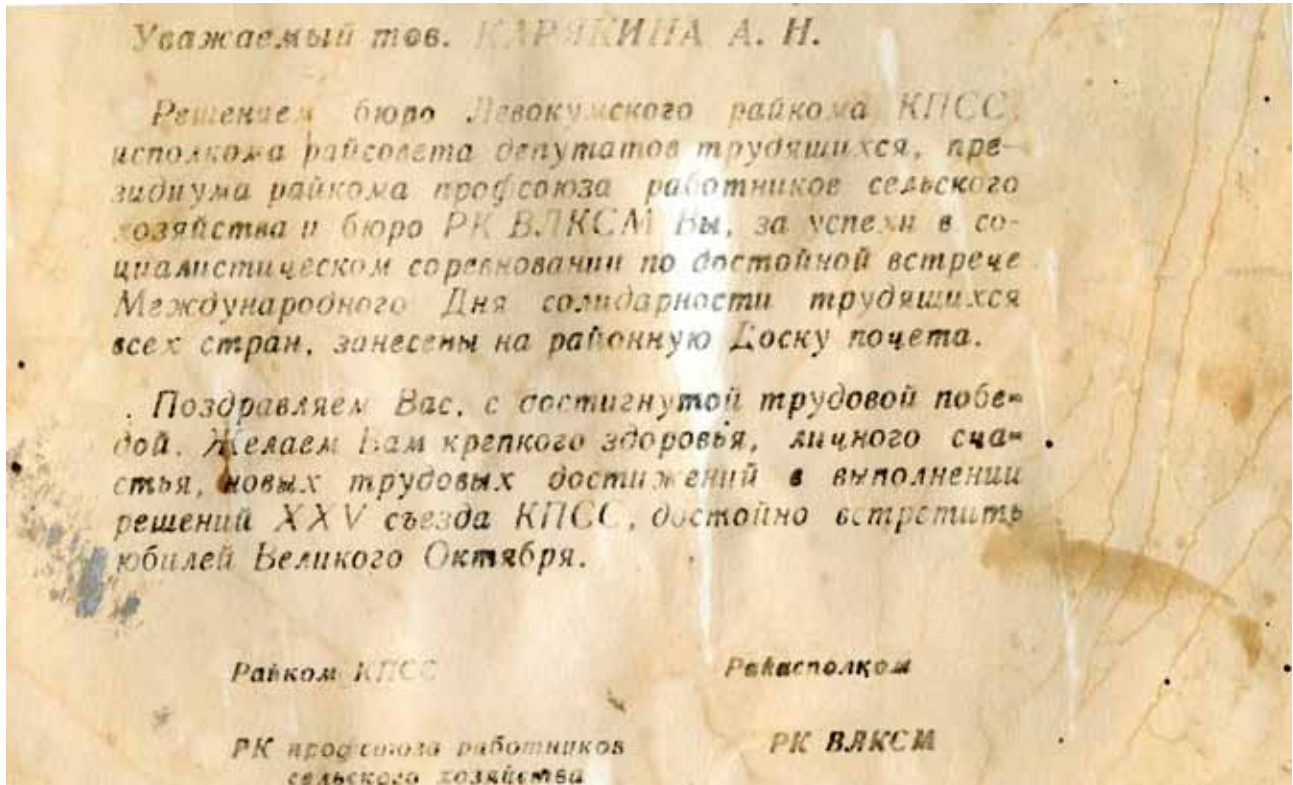 Уважаемый тов. КАРЯКИНА А. Н.
Решением бюро Левокумского райкома КПСС,
исполкома райсовета депутатов трудящихся, пре-
зидиума райкома профсоюза работников сельского
хозяйства и бюро РК ВЛКСМ Вы, за успехи в со-
циалистическом соревновании по достойной встрече
Международного Дня солидарности трудящихся
всех стран, занесены на районную Доску почета.
Поздравляем Вас, с достигнутой трудовой побе-
дой. Желаем Вам крепкого здоровья, личного сча-
стья, новых трудовых достижений в выполнении
решений XXV съезда КПСС, достойно встретить
юбилей Великого Октября.
Райком КПСС
Райисполком
РК профсоюза работников
сельского хозяйства
РК ВЛКСМ